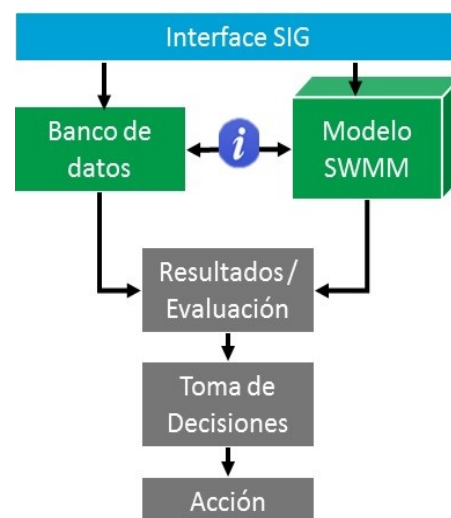 Interface SIG
Banco de
datos
i
Modelo
SWMM
Resultados /
Evaluación
Toma de
Decisiones
Acción